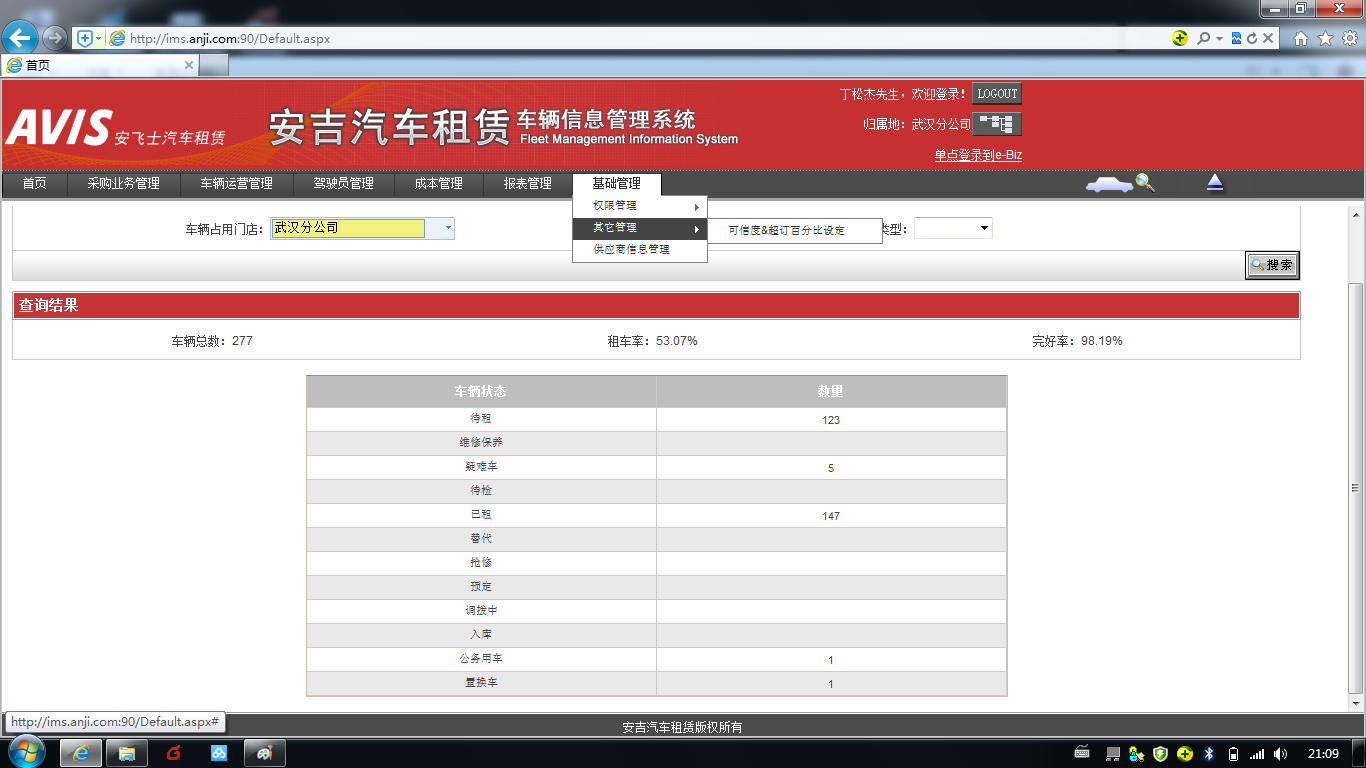 http://ims.anji.com:90/Default.aspx
首页
AVIS 安飞士汽车租赁
安吉汽车租赁 车辆信息管理系统
Fleet Management Information System
丁松杰先生，欢迎登录！ LOGOUT
归属地：武汉分公司
单点登录到e-Biz
首页 采购业务管理 车辆运营管理 驾驶员管理 成本管理 报表管理 基础管理
权限管理
其它管理
供应商信息管理
可信度&超订百分比设定
车辆占用门店： 武汉分公司 类型：
搜索
查询结果
车辆总数：277 租车率：53.07% 完好率：98.19%
车辆状态 数量
待租 123
维修保养
疑难车 5
待检
已租 147
替代
抢修
预定
调拨中
入库
公务用车 1
置换车 1
http://ims.anji.com:90/Default.aspx#
安吉汽车租赁版权所有
21:09